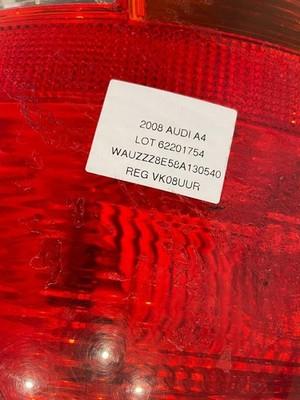 2008 AUDI A4
LOT 62201754
WAUZZZ8E58A130540
REG VK08UUR